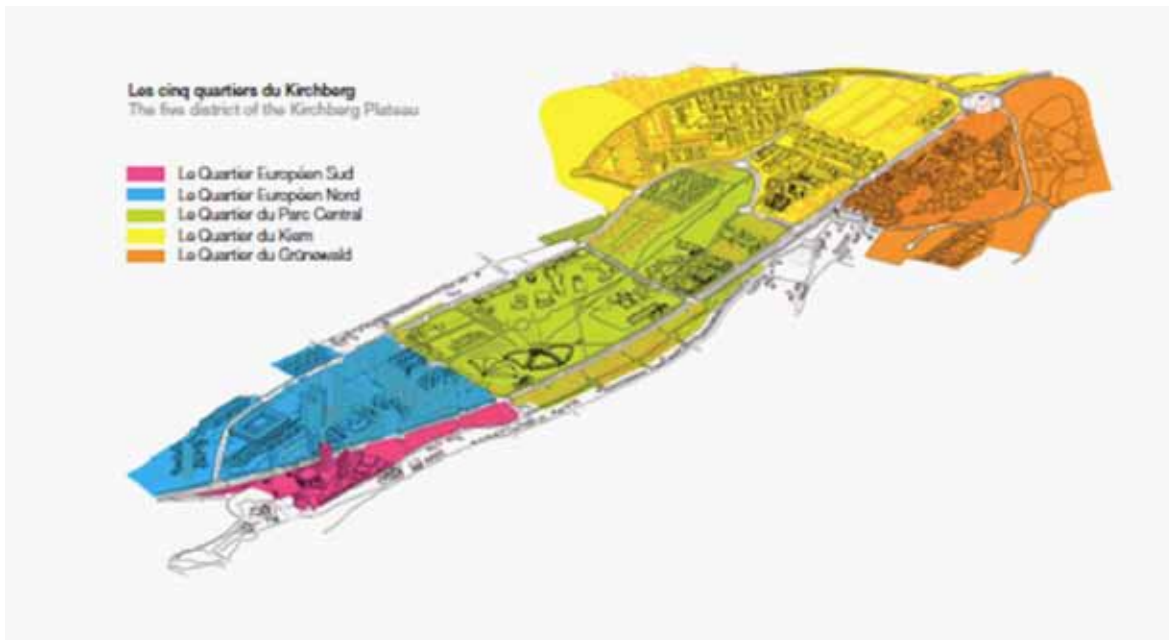 Les cinq quartiers du Kirchberg
The five district of the Kirchberg Plateau
Le Quartier Européen Sud
Le Quartier Européen Nord
Le Quartier du Parc Central
Le Quartier du Kiem
Le Quartier du Grünewald